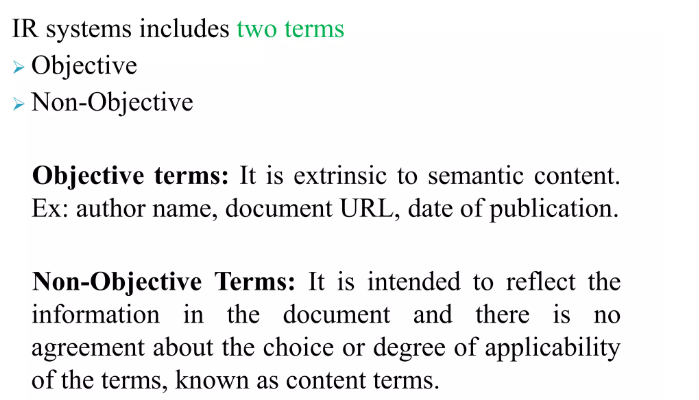 IR systems includes two terms
➢ Objective
➢ Non-Objective
Objective terms: It is extrinsic to semantic content.
Ex: author name, document URL, date of publication.
Non-Objective Terms: It is intended to reflect the
information in the document and there is no
agreement about the choice or degree of applicability
of the terms, known as content terms.